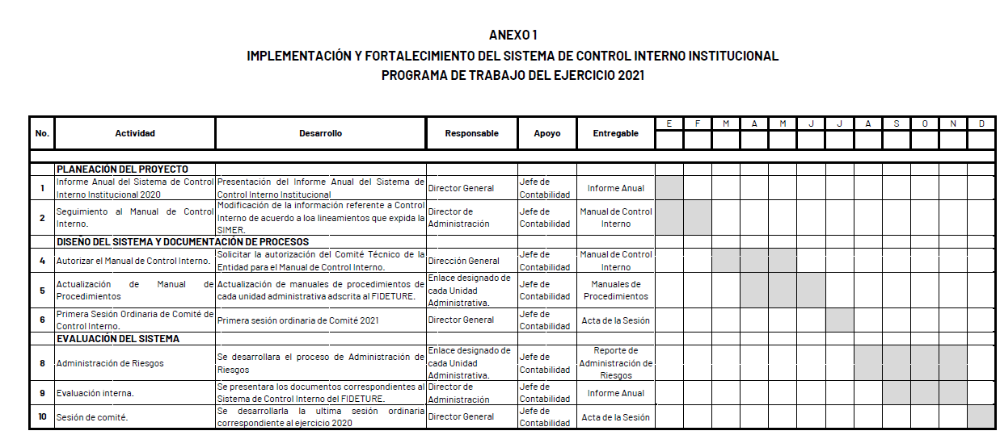 ANEXO 1
IMPLEMENTACIÓN Y FORTALECIMIENTO DEL SISTEMA DE CONTROL INTERNO INSTITUCIONAL
PROGRAMA DE TRABAJO DEL EJERCICIO 2021
No. Actividad Desarrollo Responsable Apoyo Entregable E F M A M J J A S O N D
PLANEACIÓN DEL PROYECTO
1
Informe Anual del Sistema de Control
Interno Institucional 2020
Presentación del Informe Anual del Sistema de
Control Interno Institucional
Director General
Jefe de
Contabilidad
Informe Anual
2
Seguimiento al Manual de Control
Interno.
Modificación de la información referente a Control
Interno de acuerdo a loa lineamientos que expida la
SIMER.
Director de
Administración
Jefe de
Contabilidad
Manual de Control
Interno
DISEÑO DEL SISTEMA Y DOCUMENTACIÓN DE PROCESOS
4
Autorizar el Manual de Control Interno.
Solicitar la autorización del Comité Técnico de la
Entidad para el Manual de Control Interno.
Dirección General
Jefe de
Contabilidad
Manual de Control
Interno
5
Actualización de Manual de
Procedimientos
Actualización de manuales de procedimientos de
cada unidad administrativa adscrita al FIDETURE.
Enlace designado de
cada Unidad
Administrativa.
Jefe de
Contabilidad
Manuales de
Procedimientos
6
Primera Sesión Ordinaria de Comité de
Control Interno.
Primera sesión ordinaria de Comité 2021
Director General
Jefe de
Contabilidad
Acta de la Sesión
EVALUACIÓN DEL SISTEMA
8
Administración de Riesgos
Se desarrollara el proceso de Administración de
Riesgos
Enlace designado de
cada Unidad
Administrativa.
Jefe de
Contabilidad
Reporte de
Administración de
Riesgos
9
Evaluación interna.
Se presentara los documentos correspondientes al
Sistema de Control Interno del FIDETURE.
Director de
Administración
Jefe de
Contabilidad
Informe Anual
10
Sesión de comité.
Se desarrollarla la ultima sesión ordinaria
correspondiente al ejercicio 2020
Director General
Jefe de
Contabilidad
Acta de la Sesión